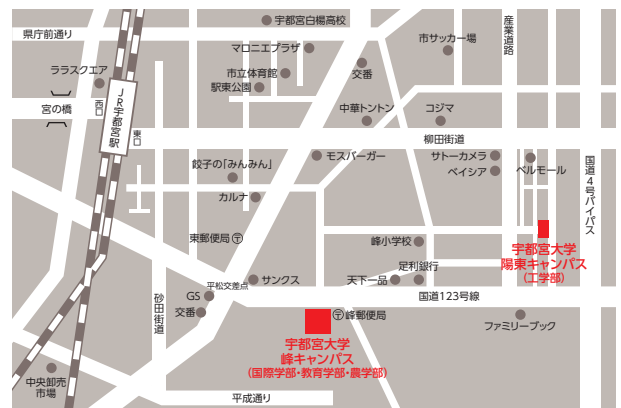 宇都宮白楊高校
県庁前通り
マロニエプラザ
市サッカー場
産業道路
ララスクエア
市立体育館
交番
駅東公園
宮の橋
西口
JR宇都宮駅
東口
中華トントン
コジマ
柳田街道
餃子の「みんみん」
モスバーガー
サトーカメラ
ベイシア
ベルモール
国道4号バイパス
カルナ
東郵便局
〒
峰小学校
宇都宮大学
陽東キャンパス
(工学部)
足利銀行
天下一品
サンクス
平松交差点
GS
国道123号線
砂田街道
交番
〒
峰郵便局
ファミリーブック
宇都宮大学
峰キャンパス
(国際学部・教育学部・農学部)
中央卸売
市場
平成通り